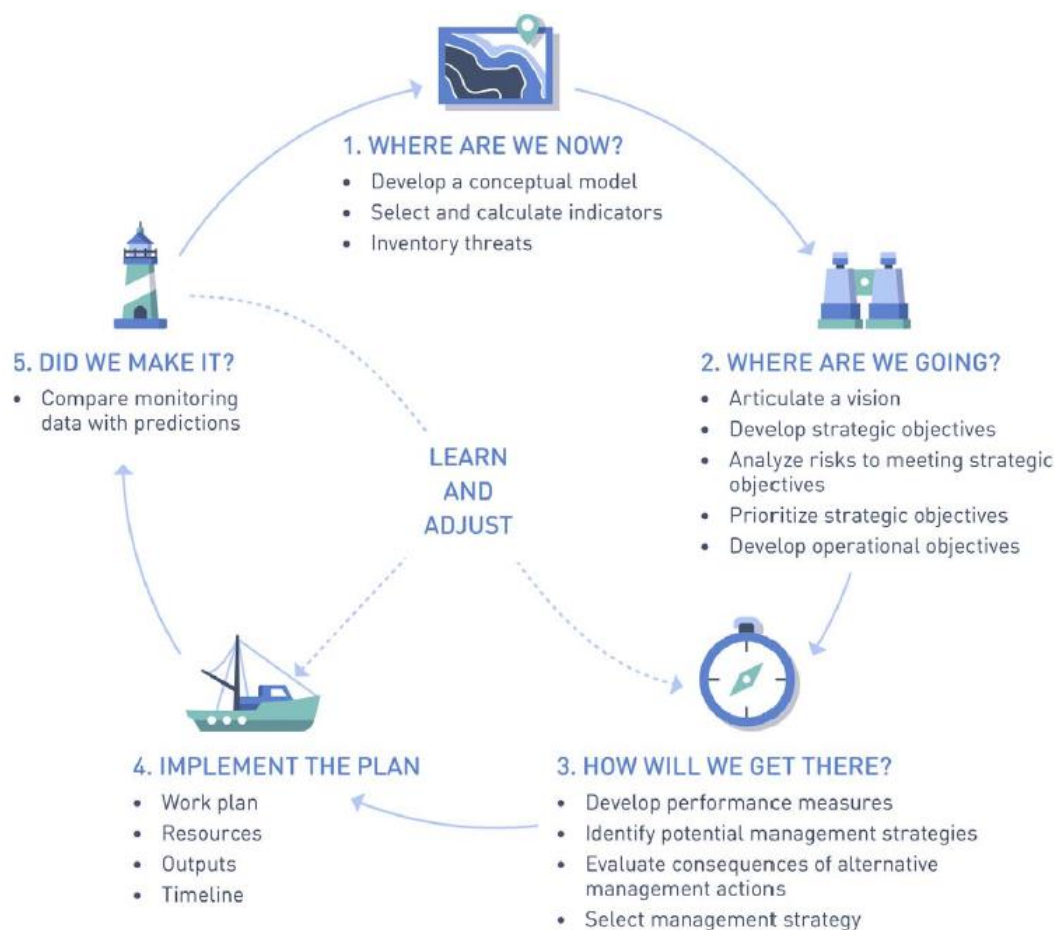 1. WHERE ARE WE NOW?
• Develop a conceptual model
• Select and calculate indicators
• Inventory threats
2. WHERE ARE WE GOING?
• Articulate a vision
• Develop strategic objectives
• Analyze risks to meeting strategic
objectives
• Prioritize strategic objectives
• Develop operational objectives
3. HOW WILL WE GET THERE?
• Develop performance measures
• Identify potential management strategies
• Evaluate consequences of alternative
management actions
• Select management strategy
4. IMPLEMENT THE PLAN
• Work plan
• Resources
• Outputs
• Timeline
5. DID WE MAKE IT?
• Compare monitoring
data with predictions
LEARN
AND
ADJUST